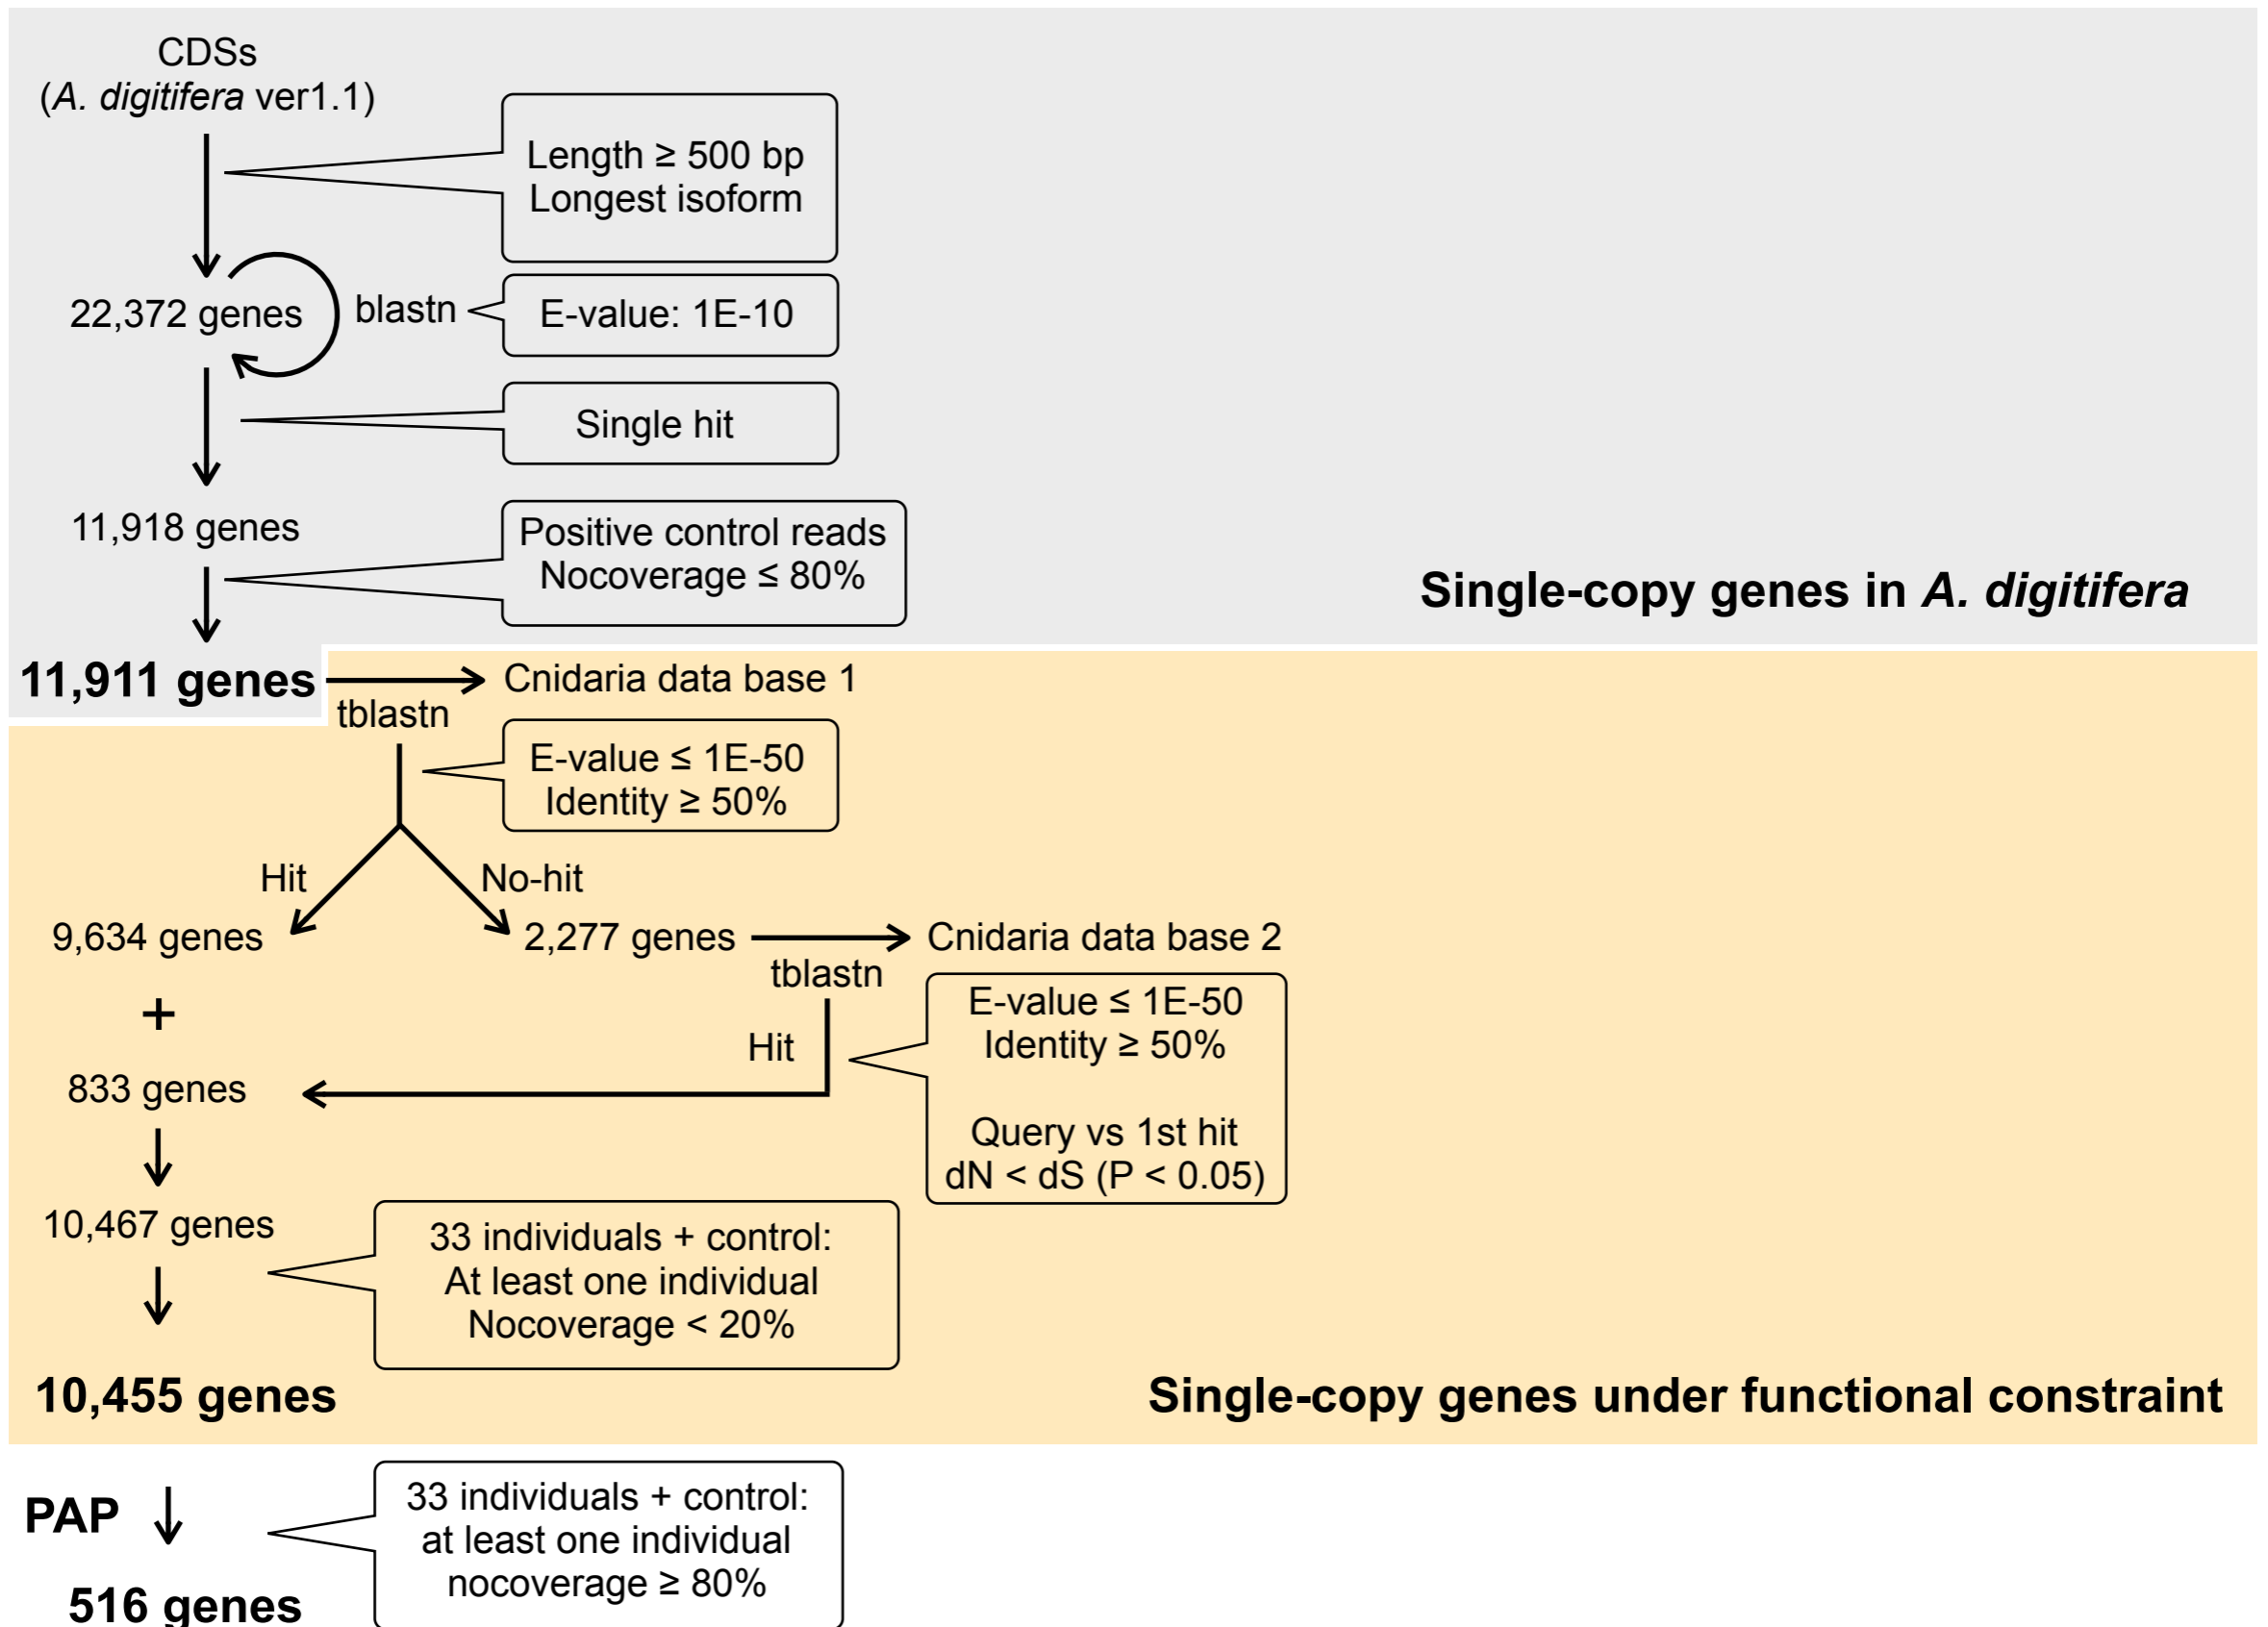 CDSs
(A. digitifera ver1.1)
Length ≥ 500 bp
Longest isoform
22,372 genes
blastn
E-value: 1E-10
Single hit
11,918 genes
Positive control reads
Nocoverage ≤ 80%
Single-copy genes in A. digitifera
11,911 genes
Cnidaria data base 1
tblastn
E-value ≤ 1E-50
Identity ≥ 50%
Hit
No-hit
9,634 genes
2,277 genes
Cnidaria data base 2
tblastn
+
E-value ≤ 1E-50
Identity ≥ 50%
Hit
833 genes
Query vs 1st hit
dN < dS (P < 0.05)
10,467 genes
33 individuals + control:
At least one individual
Nocoverage < 20%
10,455 genes
Single-copy genes under functional constraint
PAP
33 individuals + control:
at least one individual
nocoverage ≥ 80%
516 genes